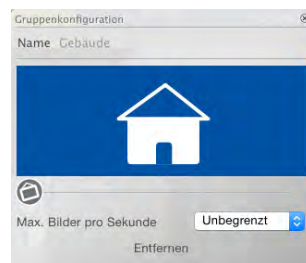 Gruppenkonfiguration
Name Gebäude
Max. Bilder pro Sekunde Unbegrenzt
Entfernen